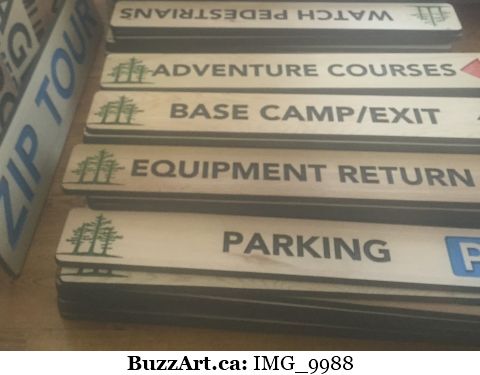 WATCH PEDESTRIANS
ADVENTURE COURSES
BASE CAMP/EXIT
EQUIPMENT RETURN
PARKING P
ZIP TOUR
BuzzArt.ca: IMG_9988